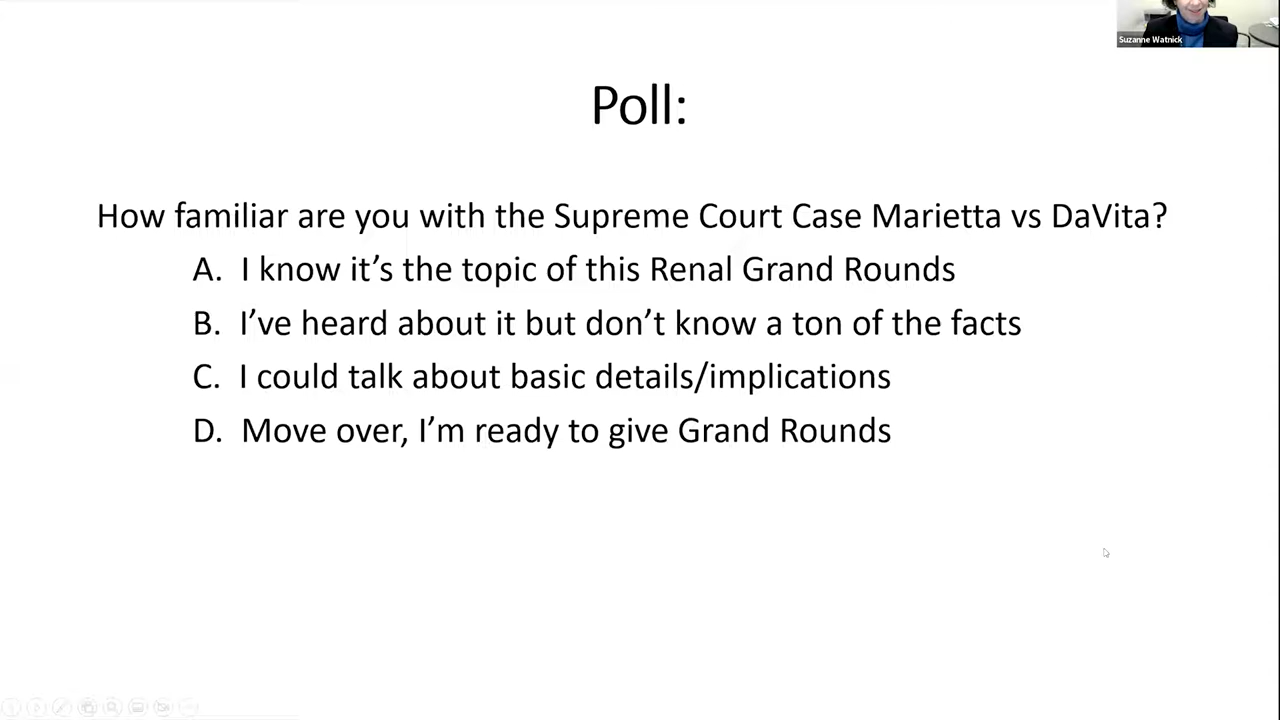 Suzanne Watnick
Poll:
How familiar are you with the Supreme Court Case Marietta vs DaVita?
A. I know it’s the topic of this Renal Grand Rounds
B. I’ve heard about it but don’t know a ton of the facts
C. I could talk about basic details/implications
D. Move over, I’m ready to give Grand Rounds